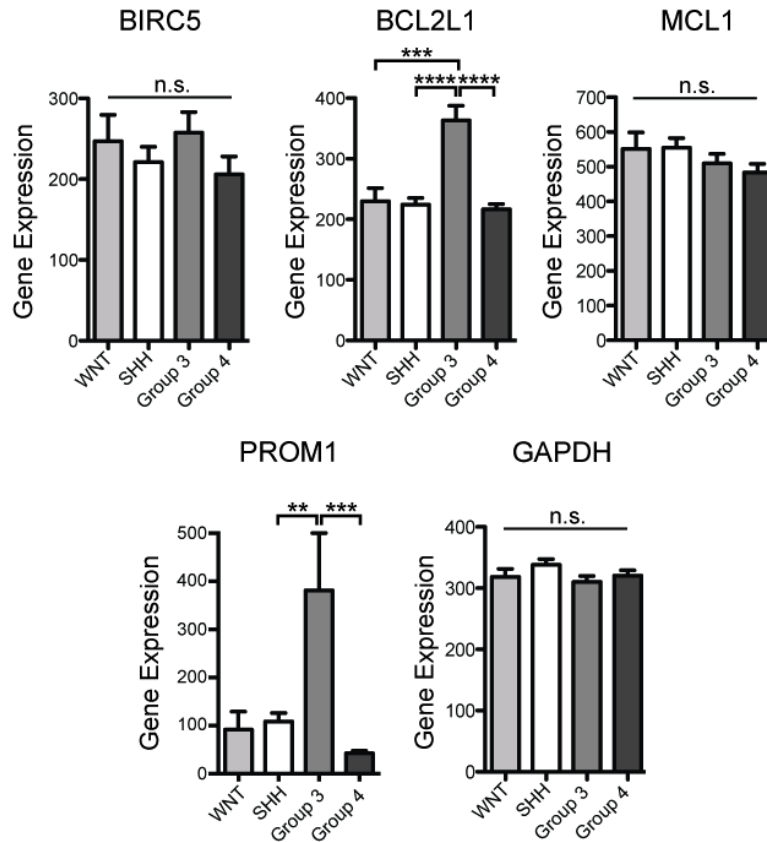 BIRC5
BCL2L1
MCL1
n.s.
***
**** ****
n.s.
Gene Expression
300
200
100
0
WNT
SHH
Group 3
Group 4
Gene Expression
400
300
200
100
0
WNT
SHH
Group 3
Group 4
Gene Expression
700
600
500
400
300
200
100
0
WNT
SHH
Group 3
Group 4
PROM1
GAPDH
** ***
n.s.
Gene Expression
500
400
300
200
100
0
WNT
SHH
Group 3
Group 4
Gene Expression
400
300
200
100
0
WNT
SHH
Group 3
Group 4